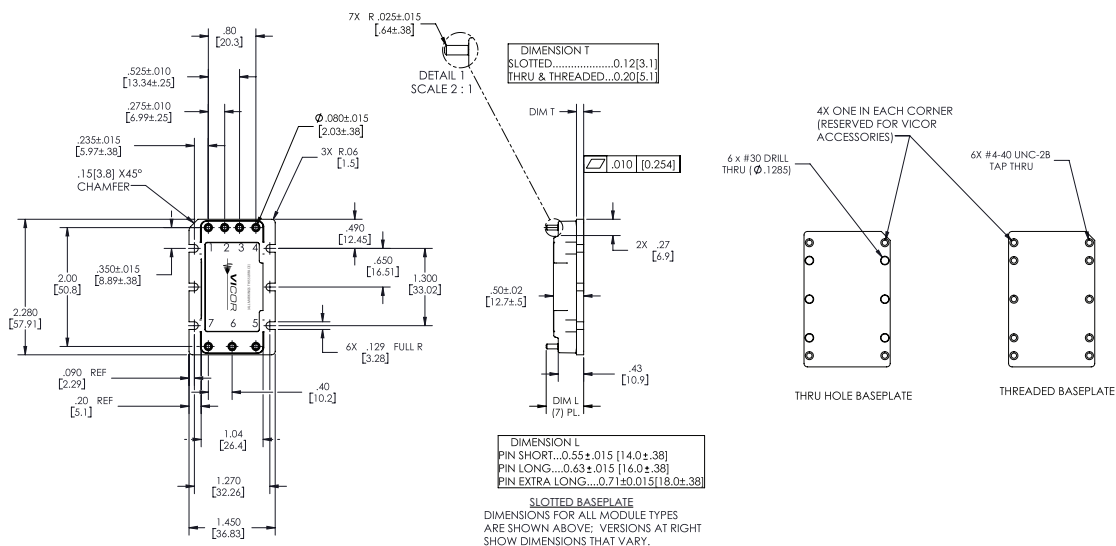 7X R .025±.015
[.64±.38]
.80
[20.3]
.525±.010
[13.34±.25]
.275±.010
[6.99±.25]
.235±.015
[5.97±.38]
.15[3.8] X45°
CHAMFER
Ø.080±.015
[2.03±.38]
3X R.06
[1.5]
DETAIL 1
SCALE 2 : 1
DIMENSION T
SLOTTED...................0.12[3.1]
THRU & THREADED...0.20[5.1]
DIM T
.010 [0.254]
4X ONE IN EACH CORNER
(RESERVED FOR VICOR
ACCESSORIES)
6 x #30 DRILL
THRU (Ø.1285)
6X #4-40 UNC-2B
TAP THRU
.490
[12.45]
.650
[16.51]
1.300
[33.02]
2X .27
[6.9]
.350±.015
[8.89±.38]
2.00
[50.8]
2.280
[57.91]
1 2 3 4
VICOR
7 6 5
.50±.02
[12.7±.5]
6X .129 FULL R
[3.28]
.43
[10.9]
.090 REF
[2.29]
.20 REF
[5.1]
.40
[10.2]
DIM L
(7) PL.
1.04
[26.4]
1.270
[32.26]
1.450
[36.83]
THRU HOLE BASEPLATE
THREADED BASEPLATE
DIMENSION L
PIN SHORT...0.55±.015 [14.0±.38]
PIN LONG....0.63±.015 [16.0±.38]
PIN EXTRA LONG....0.71±0.015[18.0±.38]
SLOTTED BASEPLATE
DIMENSIONS FOR ALL MODULE TYPES
ARE SHOWN ABOVE; VERSIONS AT RIGHT
SHOW DIMENSIONS THAT VARY.